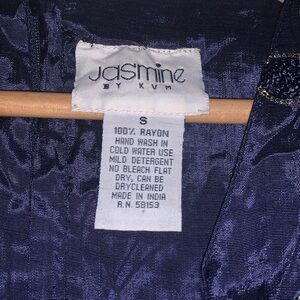 Jasmine
BY KVM
S
100% RAYON
HAND WASH IN
COLD WATER USE
MILD DETERGENT
NO BLEACH FLAT
DRY, CAN BE
DRYCLEANED
MADE IN INDIA
R.N. 58153